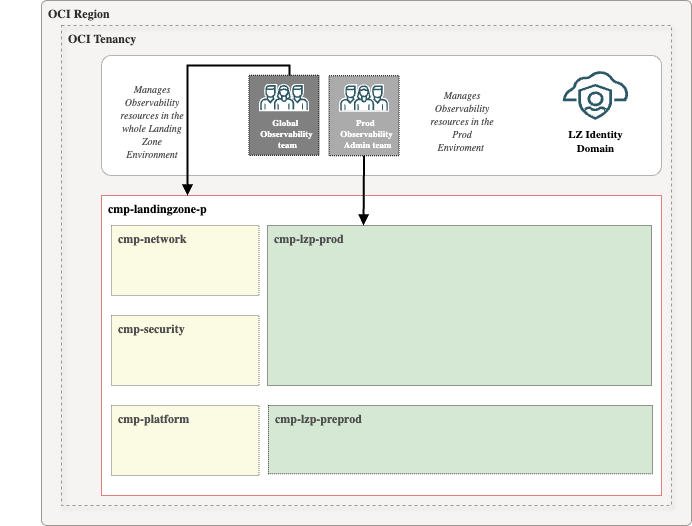 OCI Region
OCI Tenancy
Manages
Observability
resources in the
whole Landing
Zone
Environment
Global
Observability
team
Prod
Observability
Admin team
Manages
Observability
resources in the
Prod
Enviroment
LZ Identity
Domain
cmp-landingzone-p
cmp-network
cmp-lzp-prod
cmp-security
cmp-platform
cmp-lzp-preprod